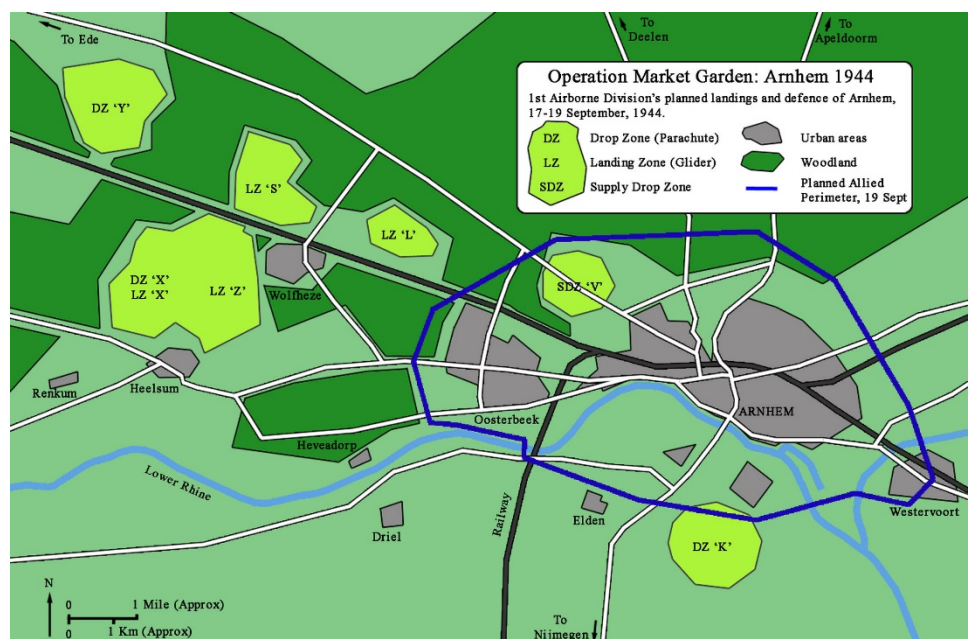 To Ede
To
Deelen
To
Apeldoorm
Operation Market Garden: Arnhem 1944
1st Airborne Division's planned landings and defence of Arnhem,
17-19 September, 1944.
DZ
Drop Zone (Parachute)
Urban areas
LZ
Landing Zone (Glider)
Woodland
SDZ
Supply Drop Zone
Planned Allied
Perimeter, 19 Sept
DZ 'Y'
LZ 'S'
LZ 'L'
DZ 'X'
LZ 'X'
LZ 'Z'
SDZ 'V'
Wolfheze
Renkum
Heelsum
Oosterbeek
ARNHEM
Heveadorp
Lower Rhine
Railway
Driel
Elden
Westervoort
DZ 'K'
N
0
1 Mile (Approx)
0
1 Km (Approx)
To
Nijmegen